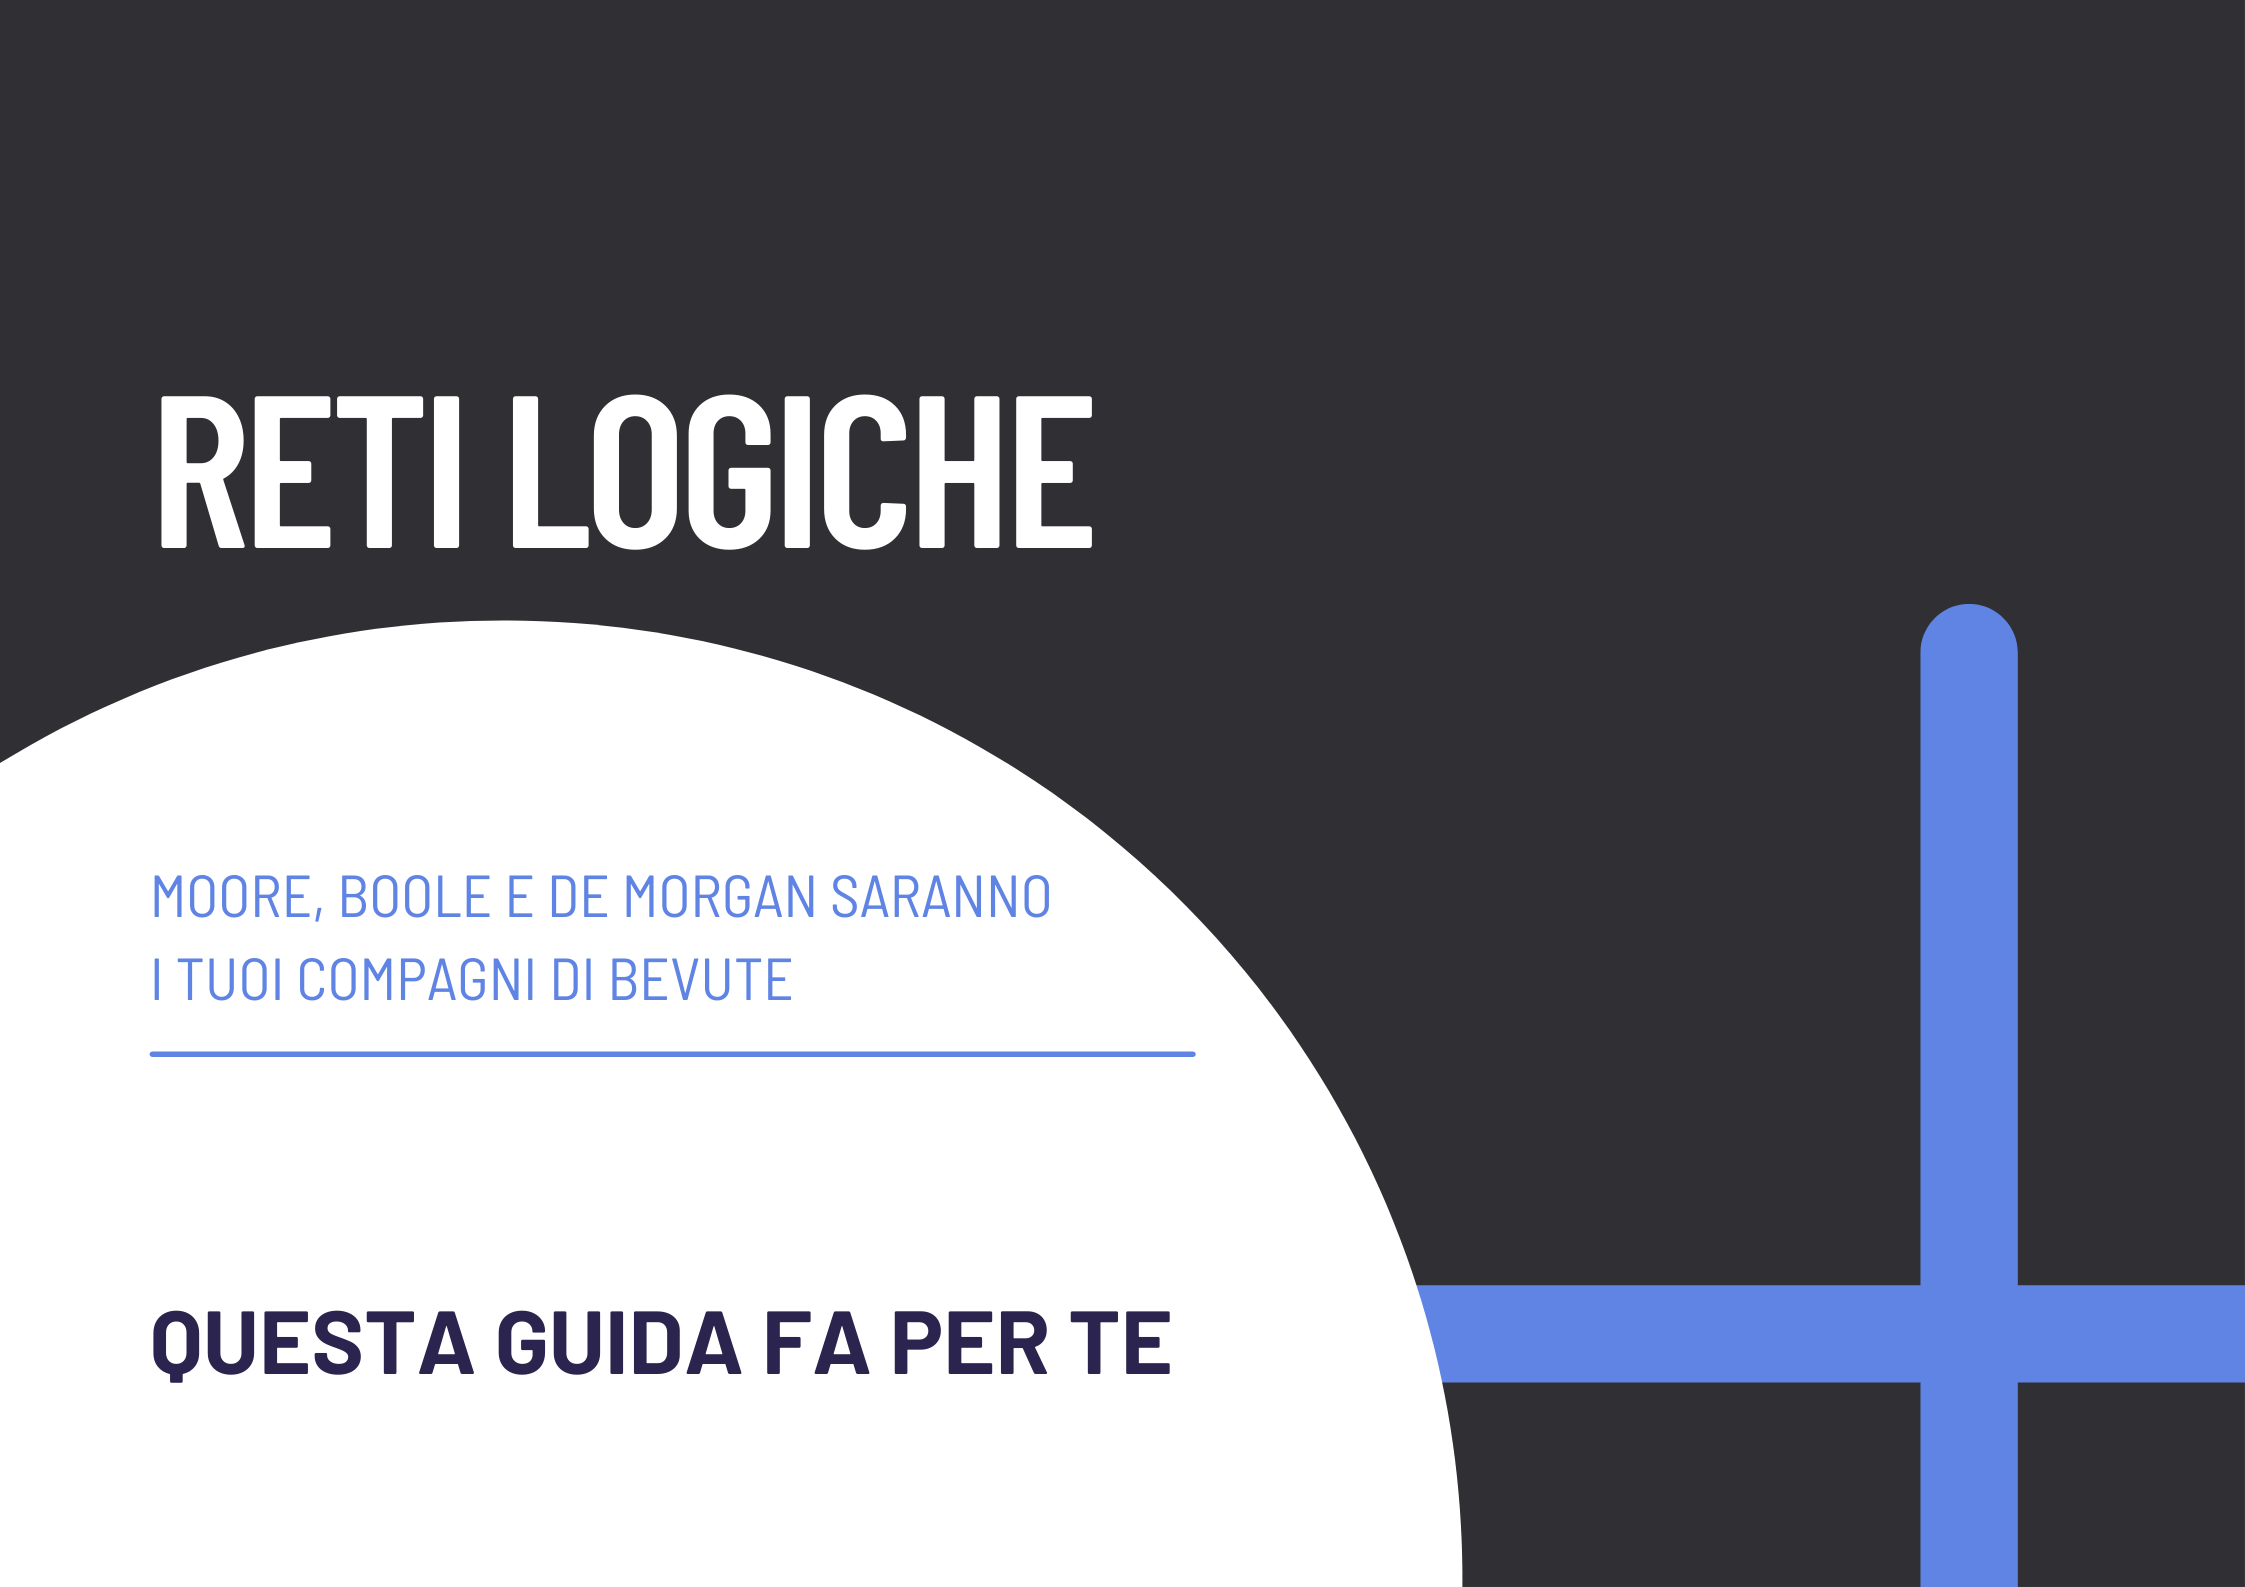 RETI LOGICHE
MOORE, BOOLE E DE MORGAN SARANNO
I TUOI COMPAGNI DI BEVUTE
QUESTA GUIDA FA PER TE